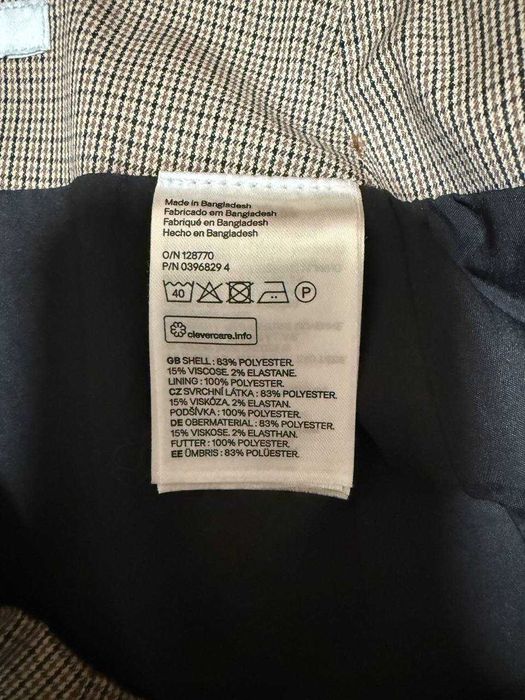 Made in Bangladesh
Fabricado em Bangladesh
Fabriqué en Bangladesh
Hecho en Bangladesh
O/N 128770
P/N 0396829 4
40 P
clevercare.info
GB SHELL : 83% POLYESTER.
15% VISCOSE. 2% ELASTANE.
LINING : 100% POLYESTER.
CZ SVRCHNÍ LÁTKA : 83% POLYESTER.
15% VISKÓZA. 2% ELASTAN.
PODŠÍVKA : 100% POLYESTER.
DE OBERMATERIAL : 83% POLYESTER.
15% VISKOSE. 2% ELASTHAN.
FUTTER : 100% POLYESTER.
EE ÜMBRIS : 83% POLÜESTER.